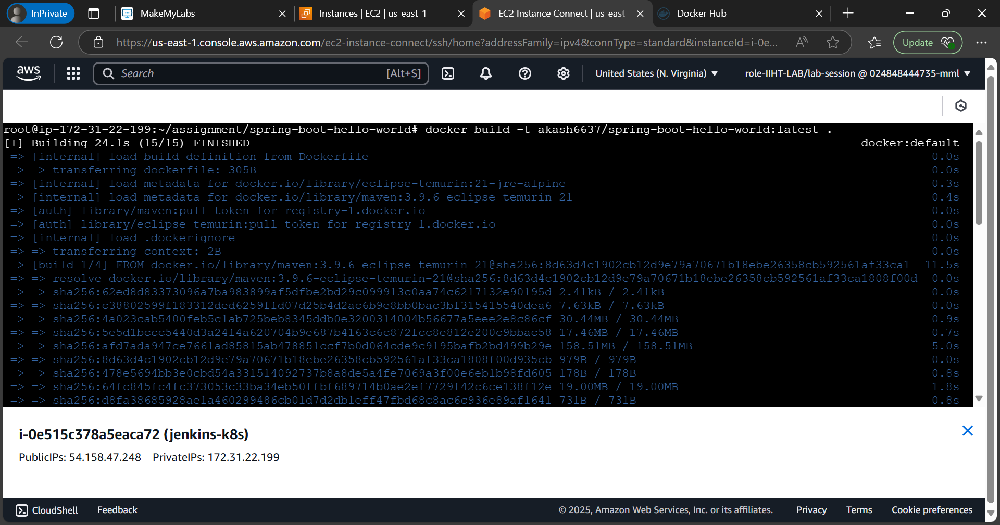 InPrivate
MakeMyLabs
Instances | EC2 | us-east-1
EC2 Instance Connect | us-east-
Docker Hub
https://us-east-1.console.aws.amazon.com/ec2-instance-connect/ssh/home?addressFamily=ipv4&connType=standard&instanceId=i-0e...
Update
aws
Search
[Alt+S]
United States (N. Virginia)
role-IIHT-LAB/lab-session @ 024848444735-mml
root@ip-172-31-22-199:~/assignment/spring-boot-hello-world# docker build -t akash6637/spring-boot-hello-world:latest .
[+] Building 24.1s (15/15) FINISHED docker:default
=> [internal] load build definition from Dockerfile 0.0s
=> => transferring dockerfile: 305B 0.0s
=> [internal] load metadata for docker.io/library/eclipse-temurin:21-jre-alpine 0.3s
=> [internal] load metadata for docker.io/library/maven:3.9.6-eclipse-temurin-21 0.4s
=> [auth] library/maven:pull token for registry-1.docker.io 0.0s
=> [auth] library/eclipse-temurin:pull token for registry-1.docker.io 0.0s
=> [internal] load .dockerignore 0.0s
=> => transferring context: 2B 0.0s
=> [build 1/4] FROM docker.io/library/maven:3.9.6-eclipse-temurin-21@sha256:8d63d4c1902cb12d9e79a70671b18ebe26358cb592561af33ca1 11.5s
=> => resolve docker.io/library/maven:3.9.6-eclipse-temurin-21@sha256:8d63d4c1902cb12d9e79a70671b18ebe26358cb592561af33ca1808f00d 0.0s
=> => sha256:62ed8d83373096a7ba983899af5dfbe2bd29c099913c0aa74c6217132e90195d 2.41kB / 2.41kB 0.0s
=> => sha256:c38802599f183312ded6259ffd07d25b4d2ac6b9e8bb0bac3bf315415540dea6 7.63kB / 7.63kB 0.0s
=> => sha256:4a023cab5400feb5c1ab725beb8345ddb0e3200314004b56677a5eee2e8c86cf 30.44MB / 30.44MB 0.9s
=> => sha256:5e5d1bccc5440d3a24f4a620704b9e687b4163c6c872fcc8e812e200c9bbac58 17.46MB / 17.46MB 0.7s
=> => sha256:afd7ada947ce7661ad85815ab478851ccf7b0d064cde9c9195bafb2bd499b29e 158.51MB / 158.51MB 5.0s
=> => sha256:8d63d4c1902cb12d9e79a70671b18ebe26358cb592561af33ca1808f00d935cb 979B / 979B 0.0s
=> => sha256:478e5694bb3e0cbd54a331514092737b8a8de5a4fe7069a3f00e6eb1b98fd605 178B / 178B 0.8s
=> => sha256:64fc845fc4fc373053c33ba34eb50ffbf689714b0ae2ef7729f42c6ce138f12e 19.00MB / 19.00MB 1.8s
=> => sha256:d8fa38685928ae1a460299486cb01d7d2db1eff47fbd68c8ac6c936e89af1641 731B / 731B 0.8s
i-0e515c378a5eaca72 (jenkins-k8s)
PublicIPs: 54.158.47.248 PrivateIPs: 172.31.22.199
CloudShell
Feedback
© 2025, Amazon Web Services, Inc. or its affiliates.
Privacy
Terms
Cookie preferences